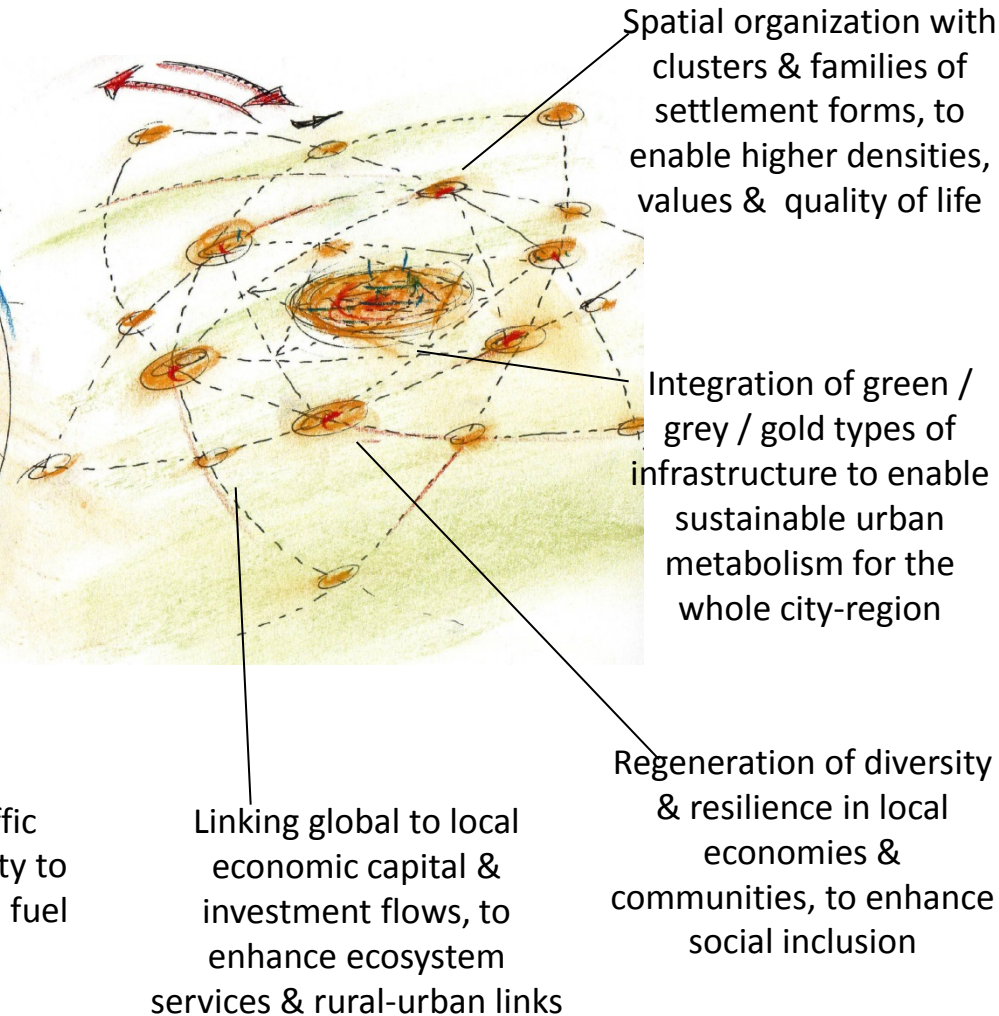 Spatial organization with
clusters & families of
settlement forms, to
enable higher densities,
values & quality of life
Integration of green /
grey / gold types of
infrastructure to enable
sustainable urban
metabolism for the
whole city-region
Regeneration of diversity
& resilience in local
economies &
communities, to enhance
social inclusion
Linking global to local
economic capital &
investment flows, to
enhance ecosystem
services & rural-urban links
to
fuel